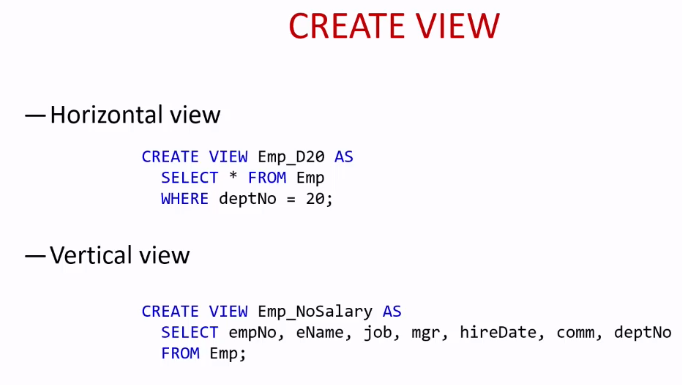 CREATE VIEW
—Horizontal view
CREATE VIEW Emp_D20 AS
SELECT * FROM Emp
WHERE deptNo = 20;
—Vertical view
CREATE VIEW Emp_NoSalary AS
SELECT empNo, eName, job, mgr, hireDate, comm, deptNo
FROM Emp;